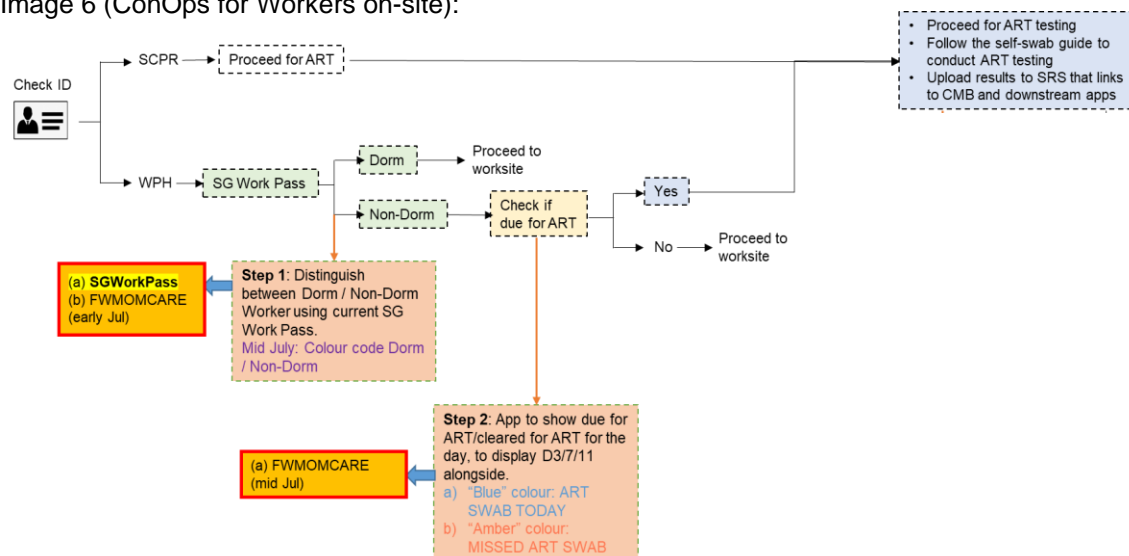 Image 6 (ConOps for Workers on-site):
Check ID
SCPR
Proceed for ART
• Proceed for ART testing
• Follow the self-swab guide to
conduct ART testing
• Upload results to SRS that links
to CMB and downstream apps
WPH
SG Work Pass
Dorm
Proceed to
worksite
Non-Dorm
Check if
due for ART
Yes
No
Proceed to
worksite
(a) SGWorkPass
(b) FWMOMCARE
(early Jul)
Step 1: Distinguish
between Dorm / Non-Dorm
Worker using current SG
Work Pass.
Mid July: Colour code Dorm
/ Non-Dorm
(a) FWMOMCARE
(mid Jul)
Step 2: App to show due for
ART/cleared for ART for the
day, to display D3/7/11
alongside.
a) "Blue" colour: ART
SWAB TODAY
b) "Amber" colour:
MISSED ART SWAB